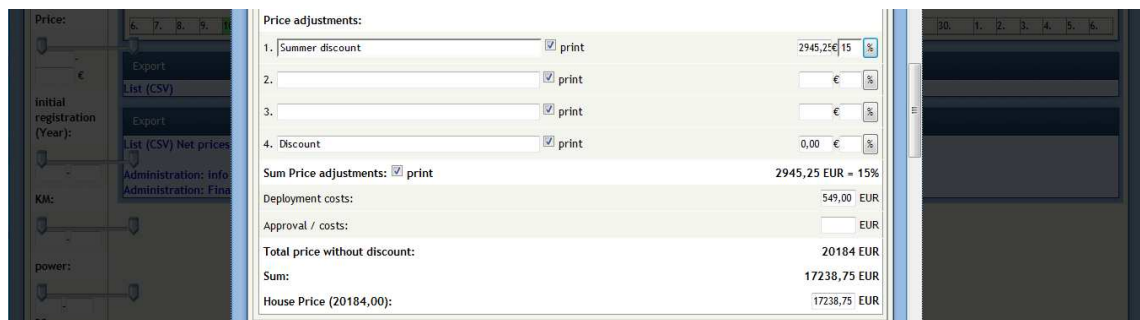 Price:
€
initial
registration
(Year):
KM:
power:
6. 7. 8. 9.
Export
List (CSV)
Export
List (CSV) Net prices
Administration: info
Administration: Fina
Price adjustments:
1. Summer discount print 2945,25€ 15 %
2. print € %
3. print € %
4. Discount print 0,00 € %
Sum Price adjustments: print 2945,25 EUR = 15%
Deployment costs: 549,00 EUR
Approval / costs: EUR
Total price without discount: 20184 EUR
Sum: 17238,75 EUR
House Price (20184,00): 17238,75 EUR
30. 1. 2. 3. 4. 5. 6.